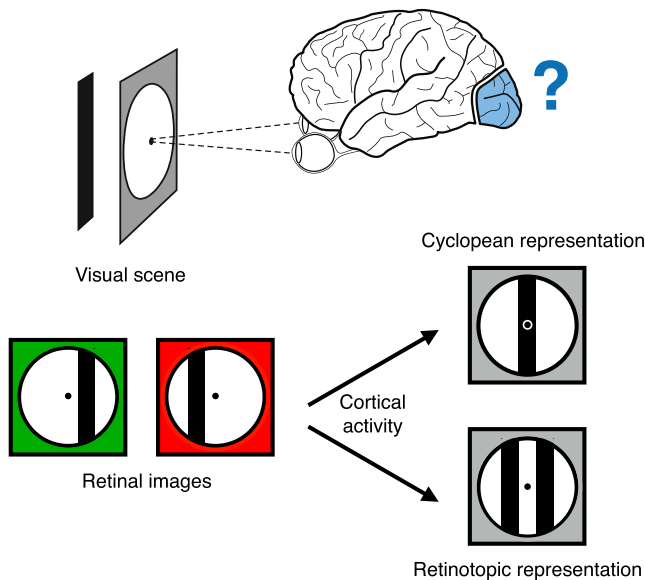 ?
Visual scene
Cyclopean representation
Cortical
activity
Retinal images
Retinotopic representation